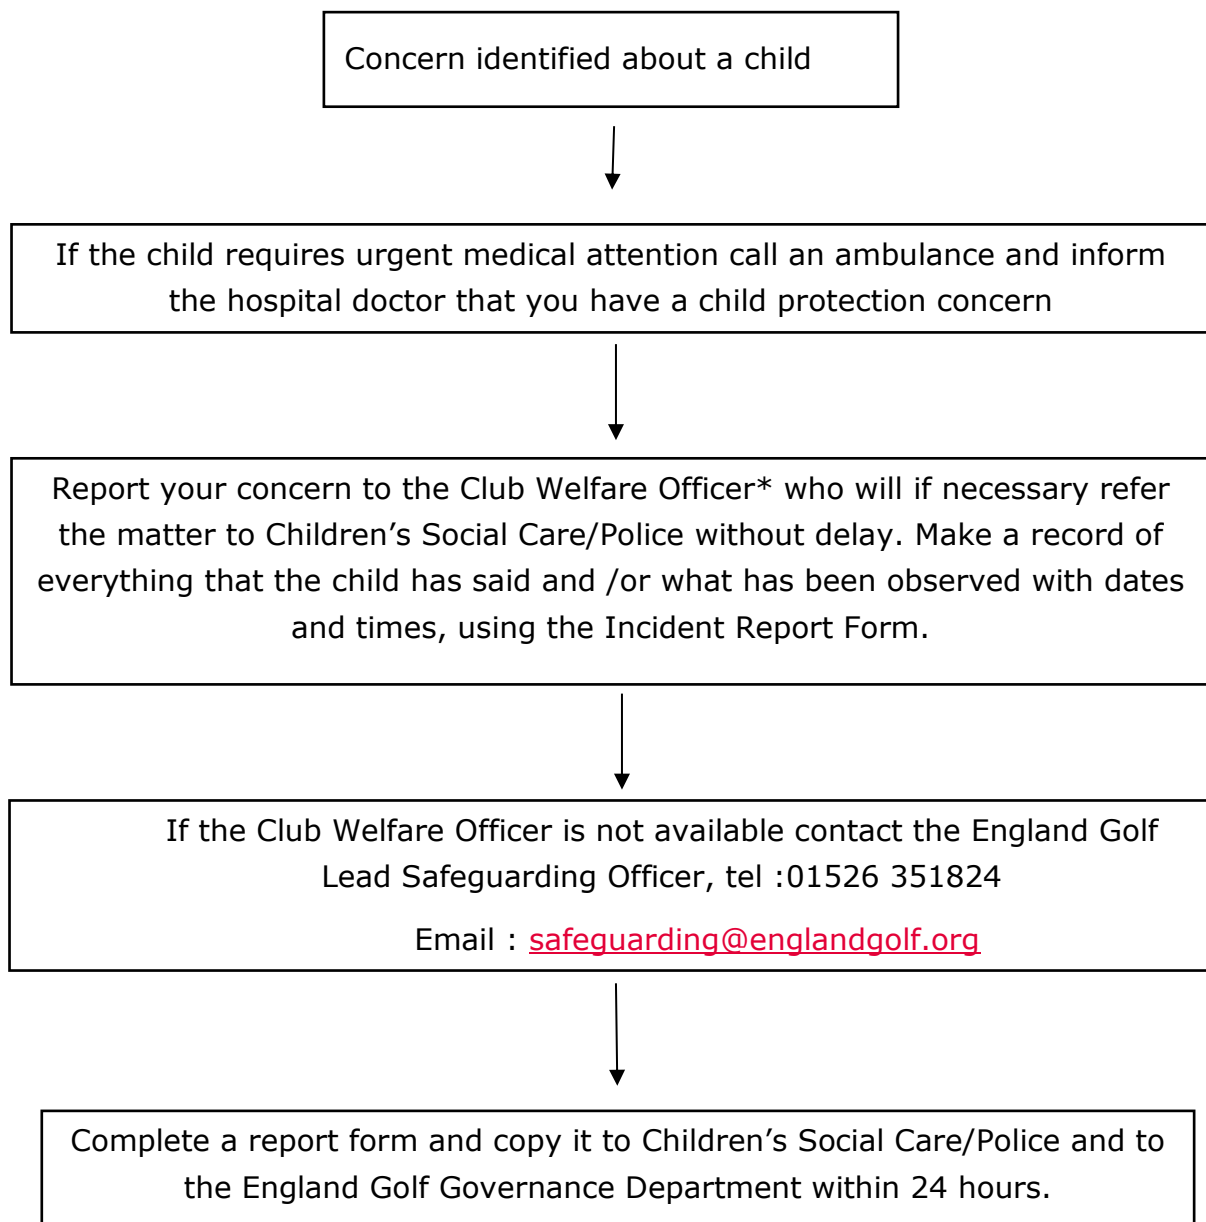 Concern identified about a child
If the child requires urgent medical attention call an ambulance and inform
the hospital doctor that you have a child protection concern
Report your concern to the Club Welfare Officer* who will if necessary refer
the matter to Children’s Social Care/Police without delay. Make a record of
everything that the child has said and /or what has been observed with dates
and times, using the Incident Report Form.
If the Club Welfare Officer is not available contact the England Golf
Lead Safeguarding Officer, tel :01526 351824
Email : safeguarding@englandgolf.org
Complete a report form and copy it to Children’s Social Care/Police and to
the England Golf Governance Department within 24 hours.